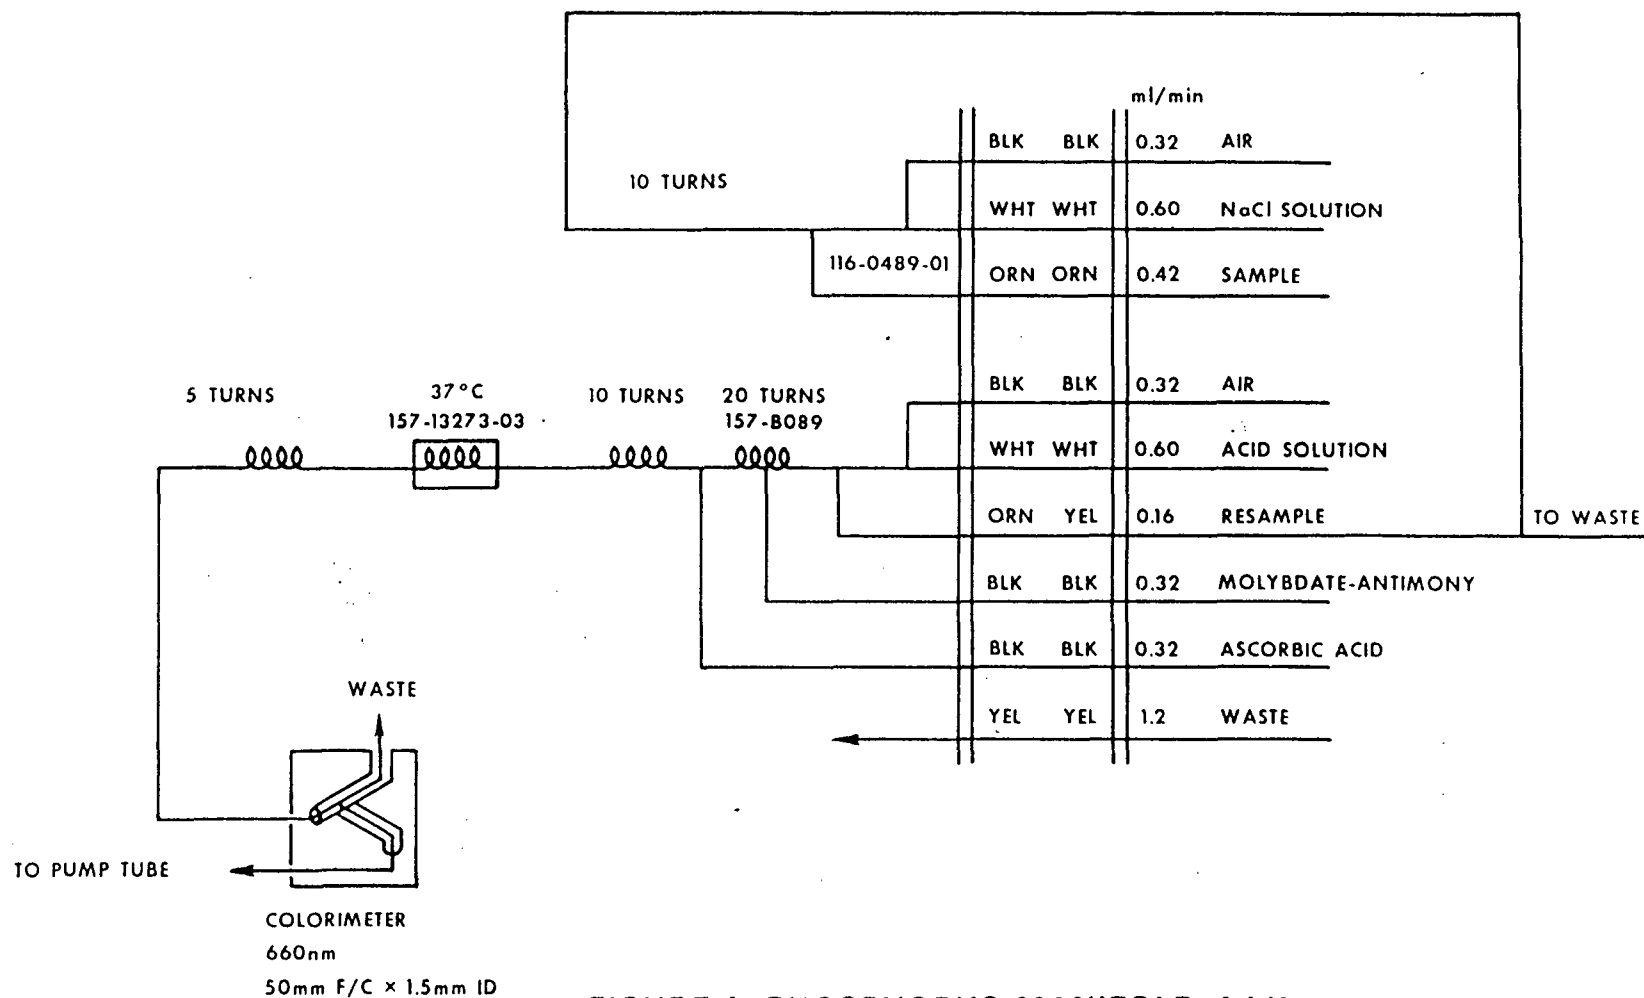 ml/min
BLK BLK 0.32 AIR
10 TURNS
WHT WHT 0.60 NaCl SOLUTION
116-0489-01
ORN ORN 0.42 SAMPLE
BLK BLK 0.32 AIR
5 TURNS
37°C
157-13273-03
10 TURNS
20 TURNS
157-B089
WHT WHT 0.60 ACID SOLUTION
ORN YEL 0.16 RESAMPLE
TO WASTE
BLK BLK 0.32 MOLYBDATE-ANTIMONY
BLK BLK 0.32 ASCORBIC ACID
YEL YEL 1.2 WASTE
WASTE
TO PUMP TUBE
COLORIMETER
660nm
50mm F/C × 1.5mm ID